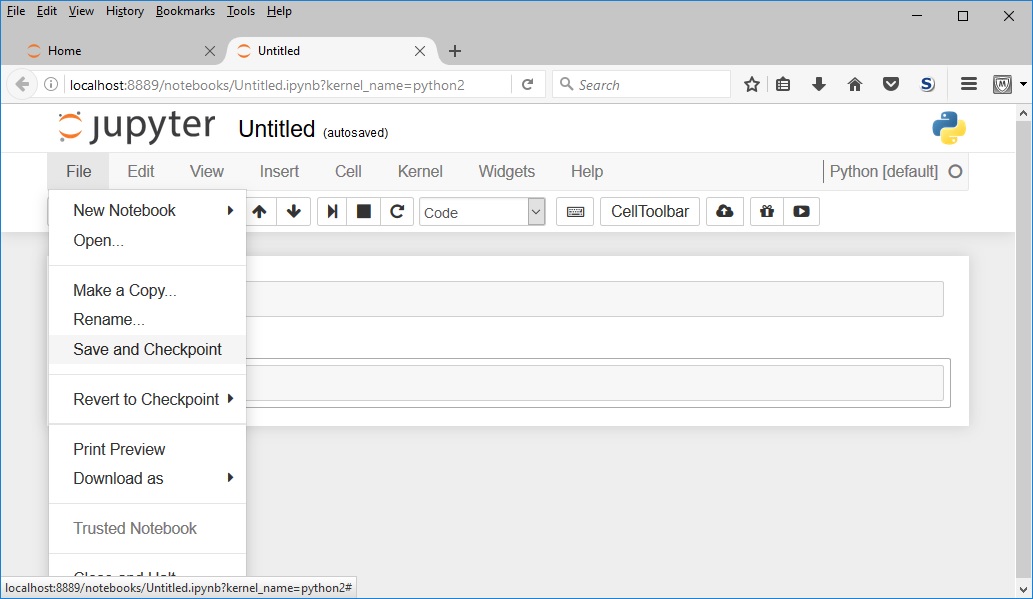 File Edit View History Bookmarks Tools Help
Home
Untitled
localhost:8889/notebooks/Untitled.ipynb?kernel_name=python2
Search
S
jupyter Untitled (autosaved)
File Edit View Insert Cell Kernel Widgets Help Python [default]
Code CellToolbar
New Notebook
Open...
Make a Copy...
Rename...
Save and Checkpoint
Revert to Checkpoint
Print Preview
Download as
Trusted Notebook
Close and Halt
localhost:8889/notebooks/Untitled.ipynb?kernel_name=python2#